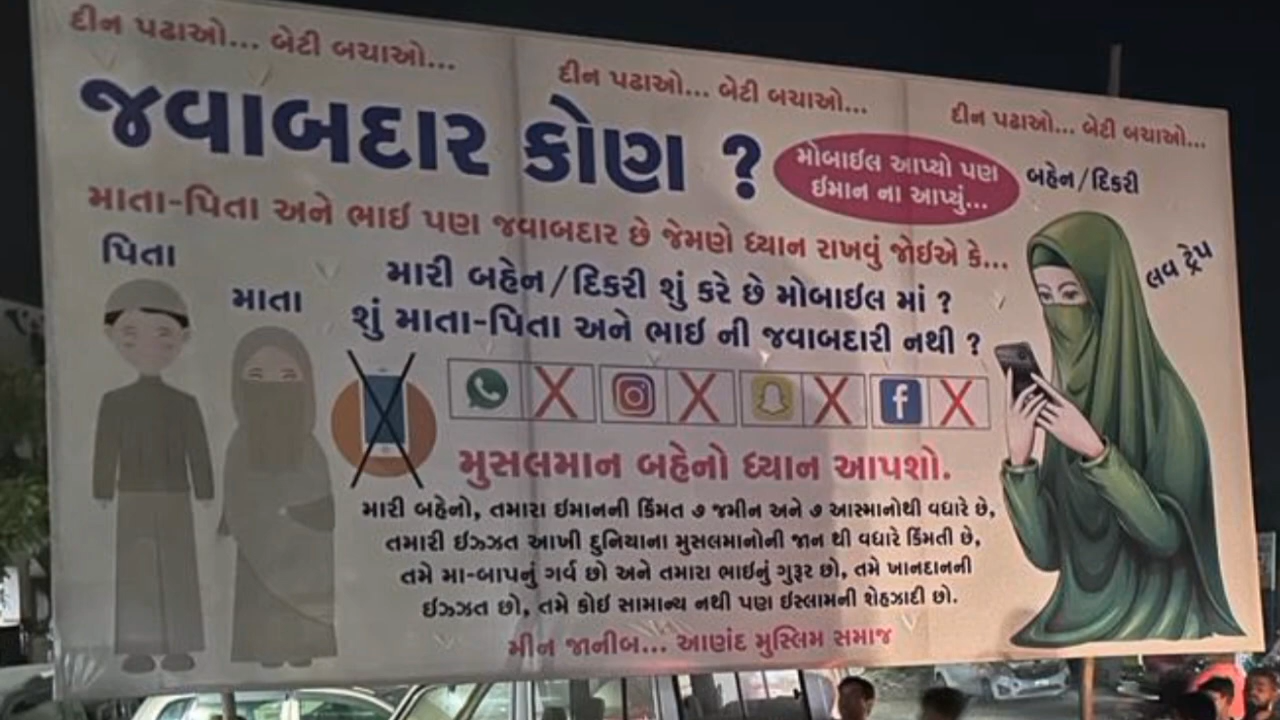 દીન પઢાઓ... બેટી બચાઓ...
દીન પઢાઓ... બેટી બચાઓ...
દીન પઢાઓ... બેટી બચાઓ...
જવાબદાર કોણ ?
મોબાઈલ આપ્યો પણ
ઈમાન ના આપ્યું...
બહેન/દિકરી
માતા-પિતા અને ભાઈ પણ જવાબદાર છે જેમણે ધ્યાન રાખવું જોઈએ કે...
લવ ટ્રેપ
પિતા
માતા
મારી બહેન/દિકરી શું કરે છે મોબાઈલ માં ?
શું માતા-પિતા અને ભાઈ ની જવાબદારી નથી ?
મુસલમાન બહેનો ધ્યાન આપશો.
મારી બહેનો, તમારા ઈમાનની કિંમત ૭ જમીન અને ૭ આસ્માનોથી વધારે છે,
તમારી ઈઝ્ઝત આખી દુનિયાના મુસલમાનોની જાન થી વધારે કિંમતી છે,
તમે મા-બાપનું ગર્વ છો અને તમારા ભાઈનું ગુરૂર છો, તમે ખાનદાનની
ઈઝ્ઝત છો, તમે કોઈ સામાન્ય નથી પણ ઈસ્લામની શેહઝાદી છો.
મીન જાનીબ... આણંદ મુસ્લિમ સમાજ